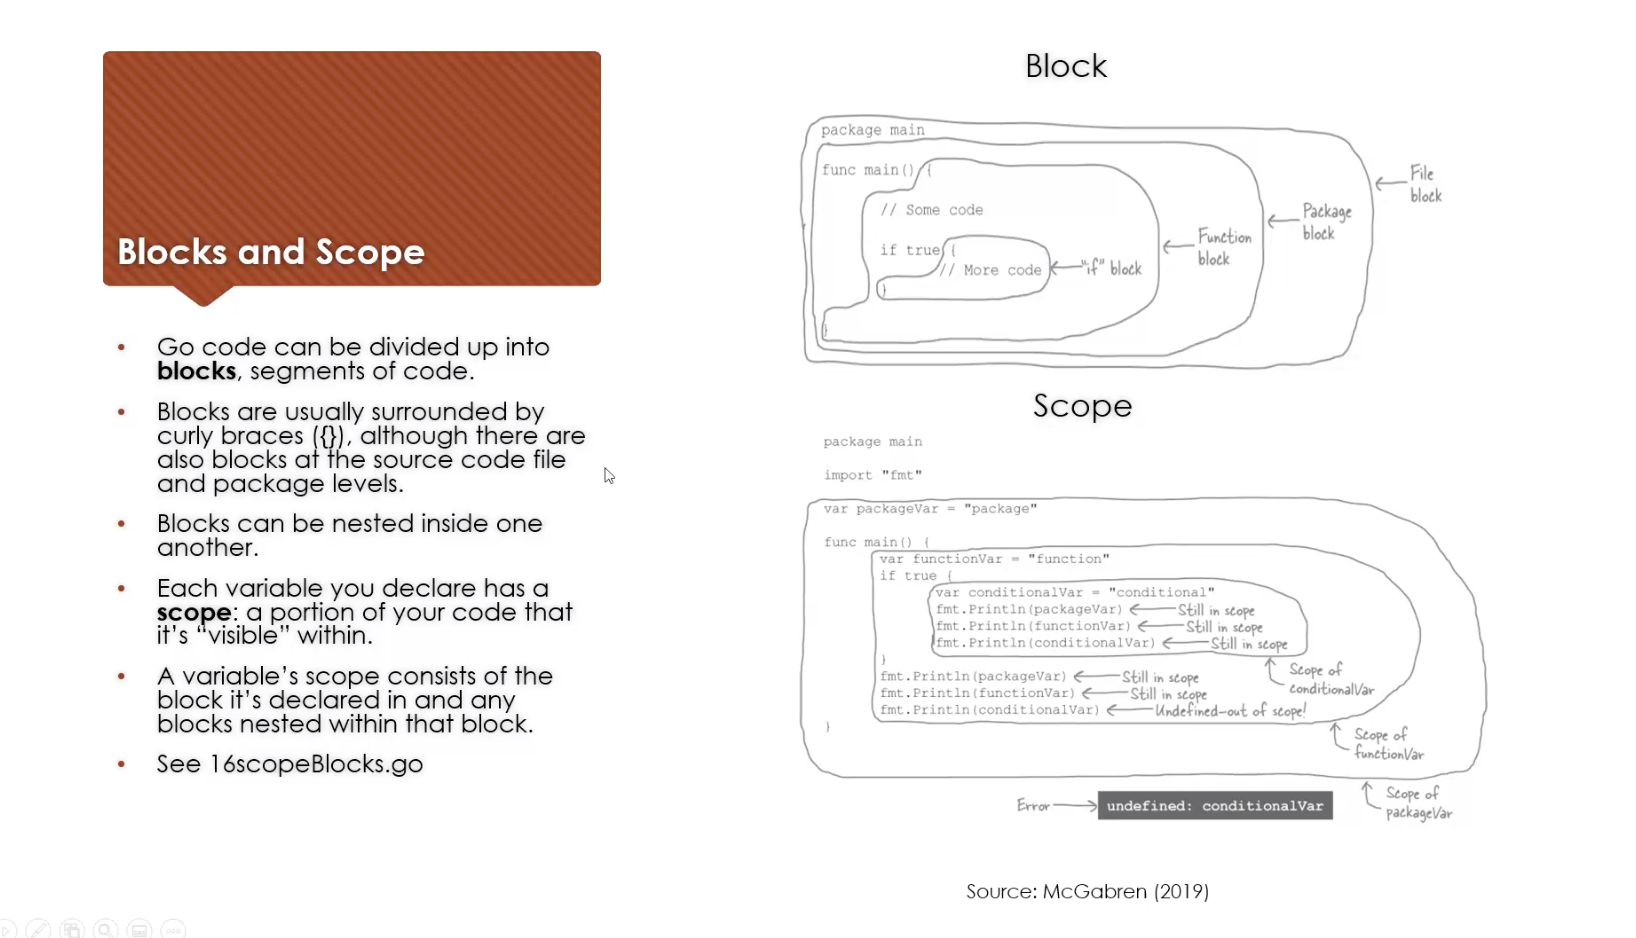 Blocks and Scope
• Go code can be divided up into
blocks, segments of code.
• Blocks are usually surrounded by
curly braces ({}), although there are
also blocks at the source code file
and package levels.
• Blocks can be nested inside one
another.
• Each variable you declare has a
scope: a portion of your code that
it's “visible” within.
• A variable's scope consists of the
block it's declared in and any
blocks nested within that block.
• See 16scopeBlocks.go
Block
package main
func main() {
// Some code
if true {
// More code
}
}
"if" block
Function
block
Package
block
File
block
Scope
package main
import "fmt"
var packageVar = "package"
func main() {
var functionVar = "function"
if true {
var conditionalVar = "conditional"
fmt.Println(packageVar) Still in scope
fmt.Println(functionVar) Still in scope
fmt.Println(conditionalVar) Still in scope
}
fmt.Println(packageVar) Still in scope
fmt.Println(functionVar) Still in scope
fmt.Println(conditionalVar) Undefined—out of scope!
}
Scope of
conditionalVar
Scope of
functionVar
Scope of
packageVar
Error undefined: conditionalVar
Source: McGabren (2019)